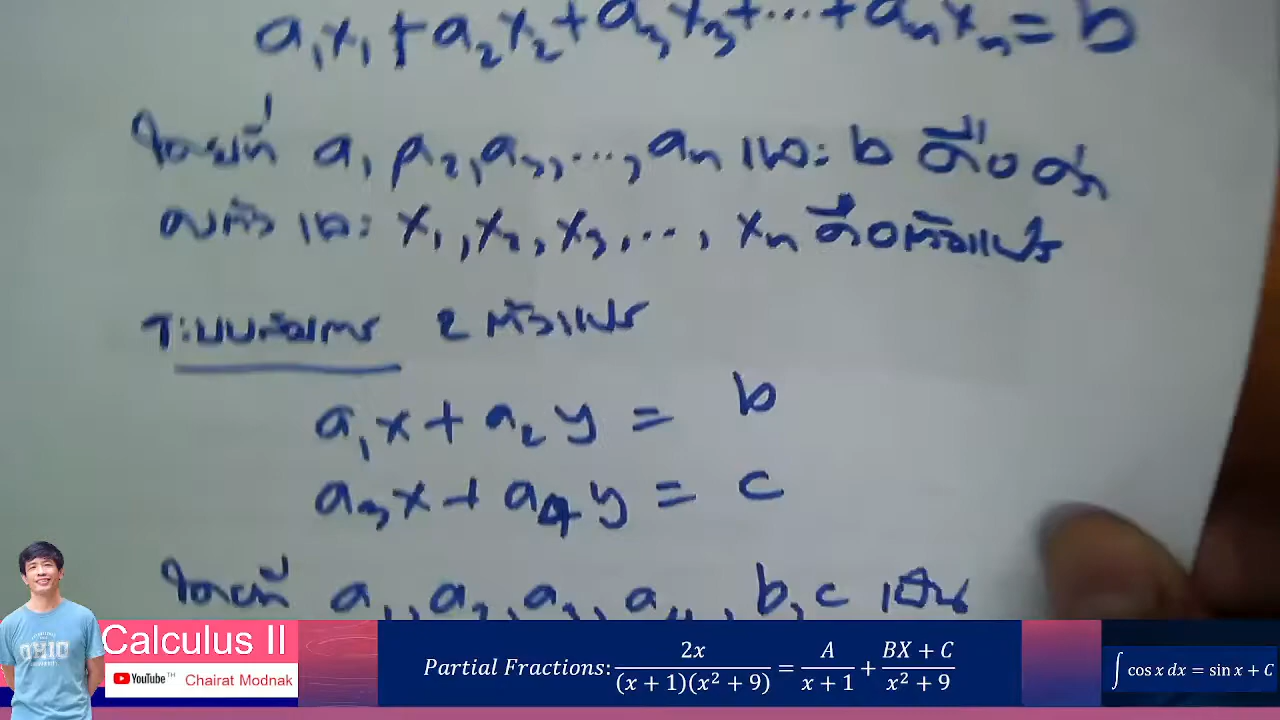 a₁x₁ + a₂x₂ + a₃x₃ + ... + aₙxₙ = b
โดยที่ a₁, a₂, a₃, ..., aₙ และ b คือค่า
คงตัว และ x₁, x₂, x₃, ..., xₙ คือตัวแปร
ระบบสมการ 2 ตัวแปร
a₁x + a₂y = b
a₃x + a₄y = c
โดยที่ a₁, a₂, a₃, a₄, b, c เป็น
OHIO
Calculus II
YouTube™ Chairat Modnak
Partial Fractions: 2x/((x + 1)(x² + 9)) = A/(x + 1) + (BX + C)/(x² + 9)
∫ cos x dx = sin x + C